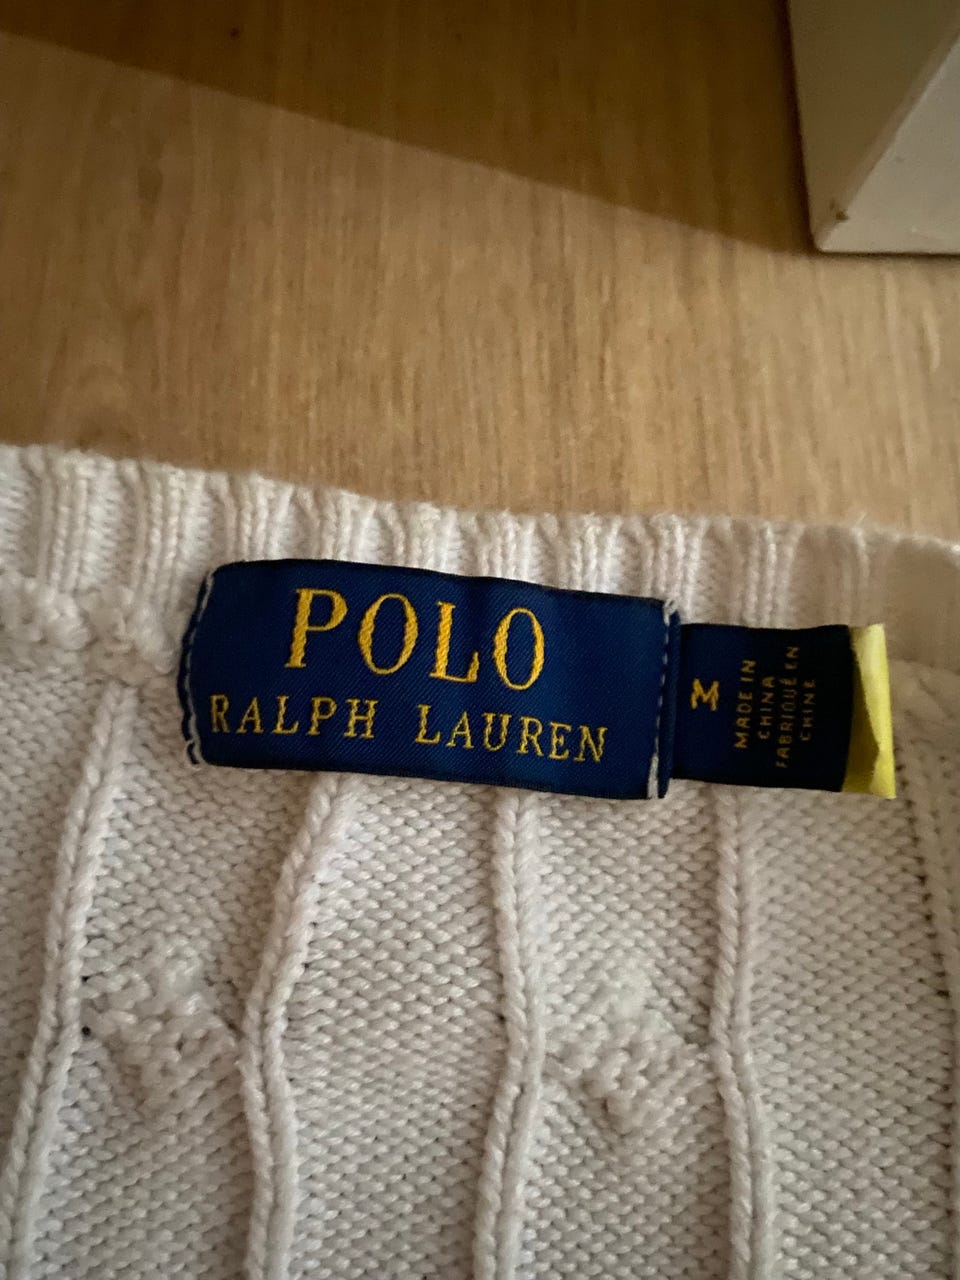 POLO
RALPH LAUREN
M
MADE IN
CHINA
FABRIQUÉ EN
CHINE